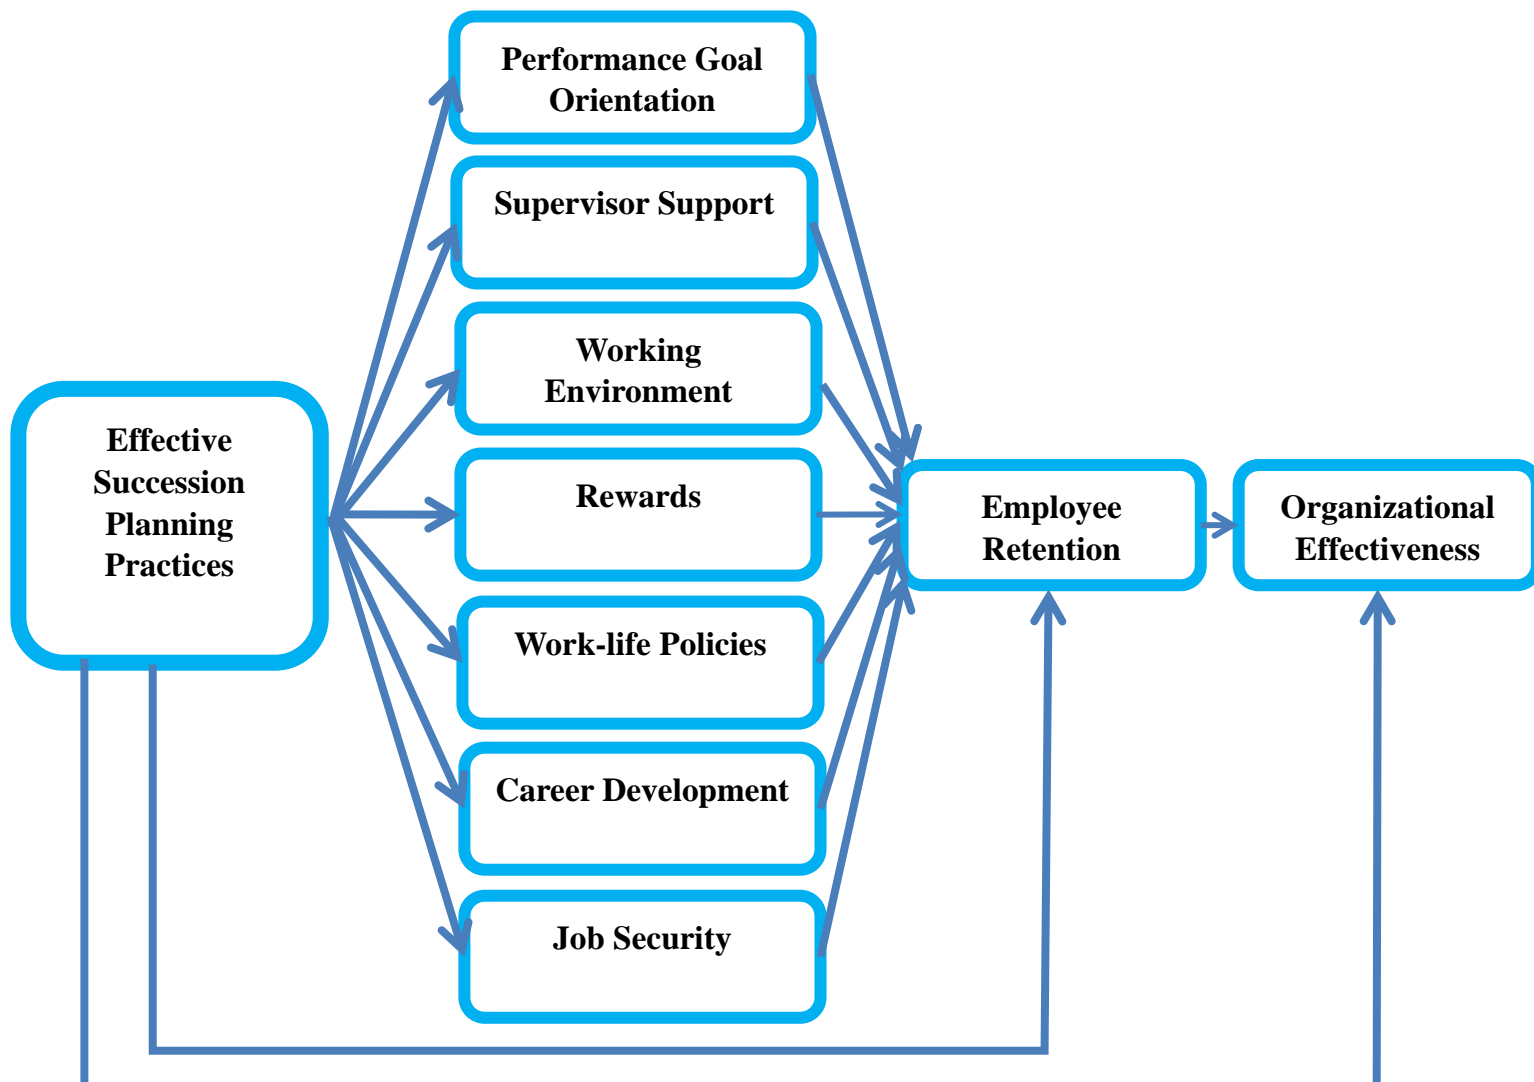 Performance Goal
Orientation
Supervisor Support
Working
Environment
Effective
Succession
Planning
Practices
Rewards
Employee
Retention
Organizational
Effectiveness
Work-life Policies
Career Development
Job Security